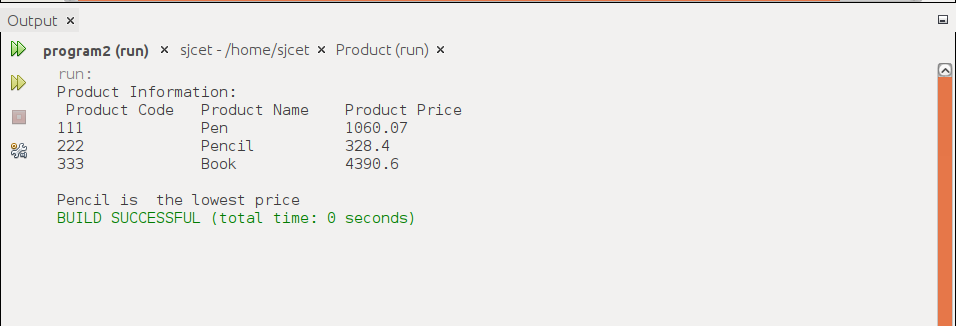 Output ×
program2 (run) × sjcet - /home/sjcet × Product (run) ×
run:
Product Information:
Product Code   Product Name    Product Price
111             Pen             1060.07
222             Pencil          328.4
333             Book            4390.6
Pencil is  the lowest price
BUILD SUCCESSFUL (total time: 0 seconds)